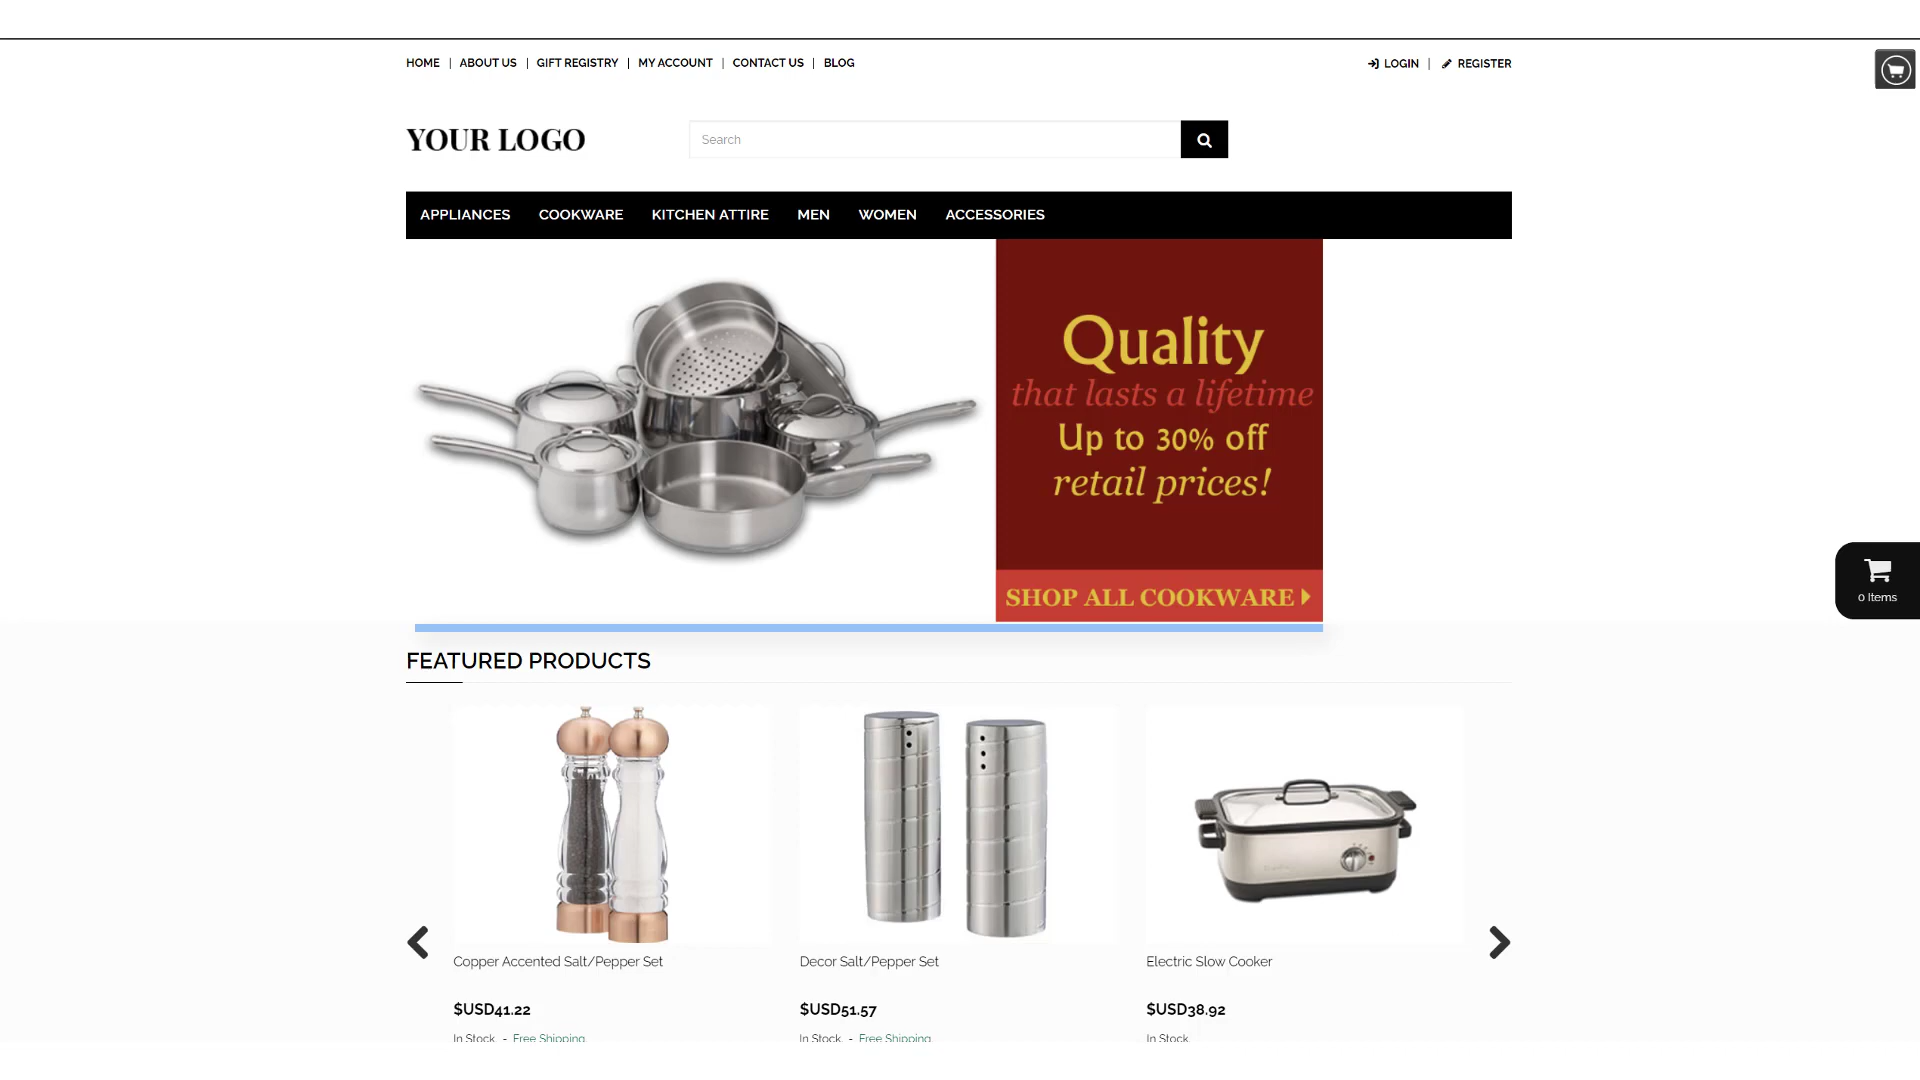 HOME | ABOUT US | GIFT REGISTRY | MY ACCOUNT | CONTACT US | BLOG
LOGIN | REGISTER
YOUR LOGO
Search
APPLIANCES COOKWARE KITCHEN ATTIRE MEN WOMEN ACCESSORIES
Quality
that lasts a lifetime
Up to 30% off
retail prices!
SHOP ALL COOKWARE
0 Items
FEATURED PRODUCTS
Copper Accented Salt/Pepper Set
$USD41.22
In Stock. - Free Shipping
Decor Salt/Pepper Set
$USD51.57
In Stock. - Free Shipping
Electric Slow Cooker
$USD38.92
In Stock.